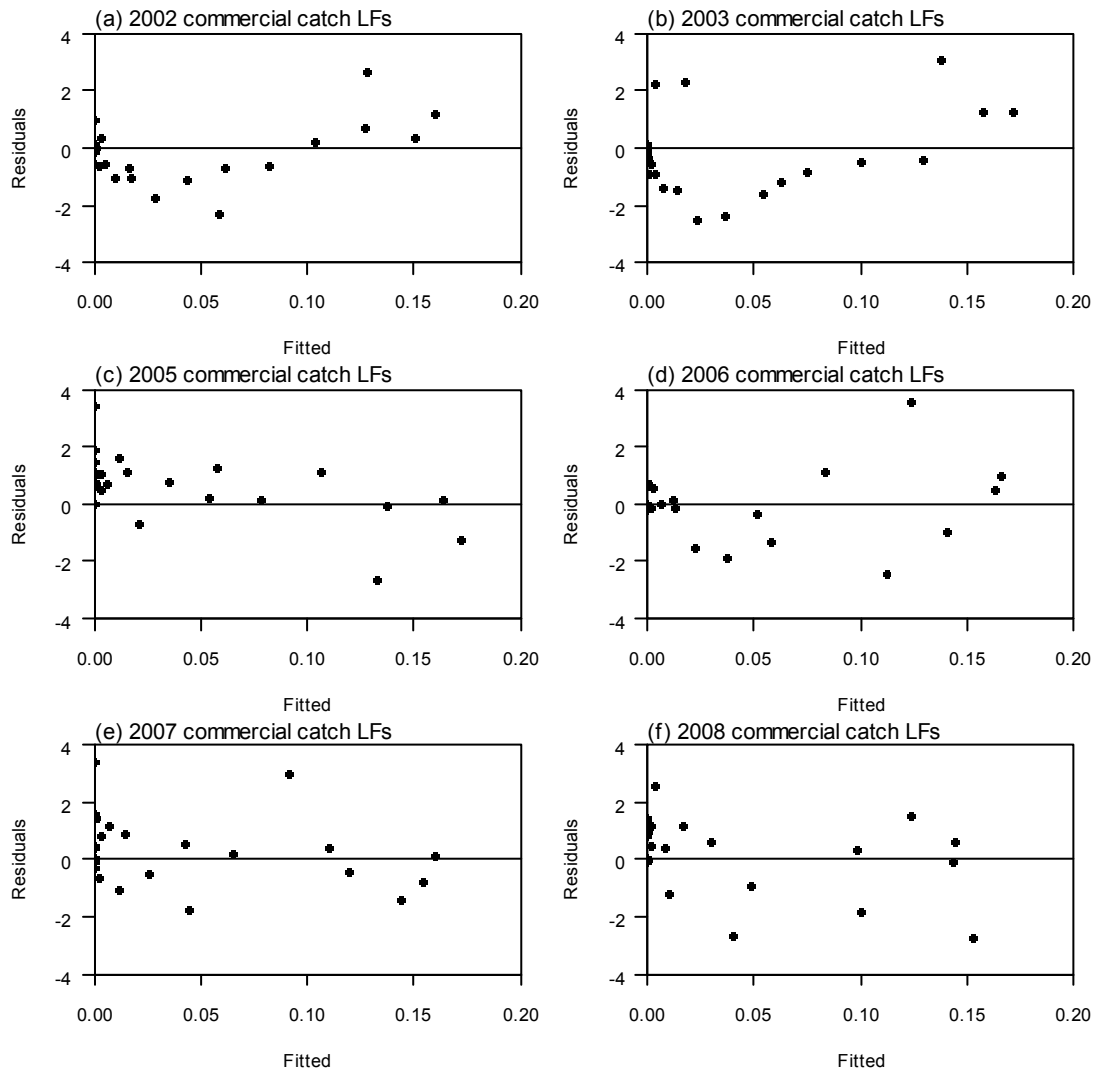 (a) 2002 commercial catch LFs
4
2
0
-2
-4
Residuals
0.00 0.05 0.10 0.15 0.20
Fitted
(b) 2003 commercial catch LFs
4
2
0
-2
-4
Residuals
0.00 0.05 0.10 0.15 0.20
Fitted
(c) 2005 commercial catch LFs
4
2
0
-2
-4
Residuals
0.00 0.05 0.10 0.15 0.20
Fitted
(d) 2006 commercial catch LFs
4
2
0
-2
-4
Residuals
0.00 0.05 0.10 0.15 0.20
Fitted
(e) 2007 commercial catch LFs
4
2
0
-2
-4
Residuals
0.00 0.05 0.10 0.15 0.20
Fitted
(f) 2008 commercial catch LFs
4
2
0
-2
-4
Residuals
0.00 0.05 0.10 0.15 0.20
Fitted